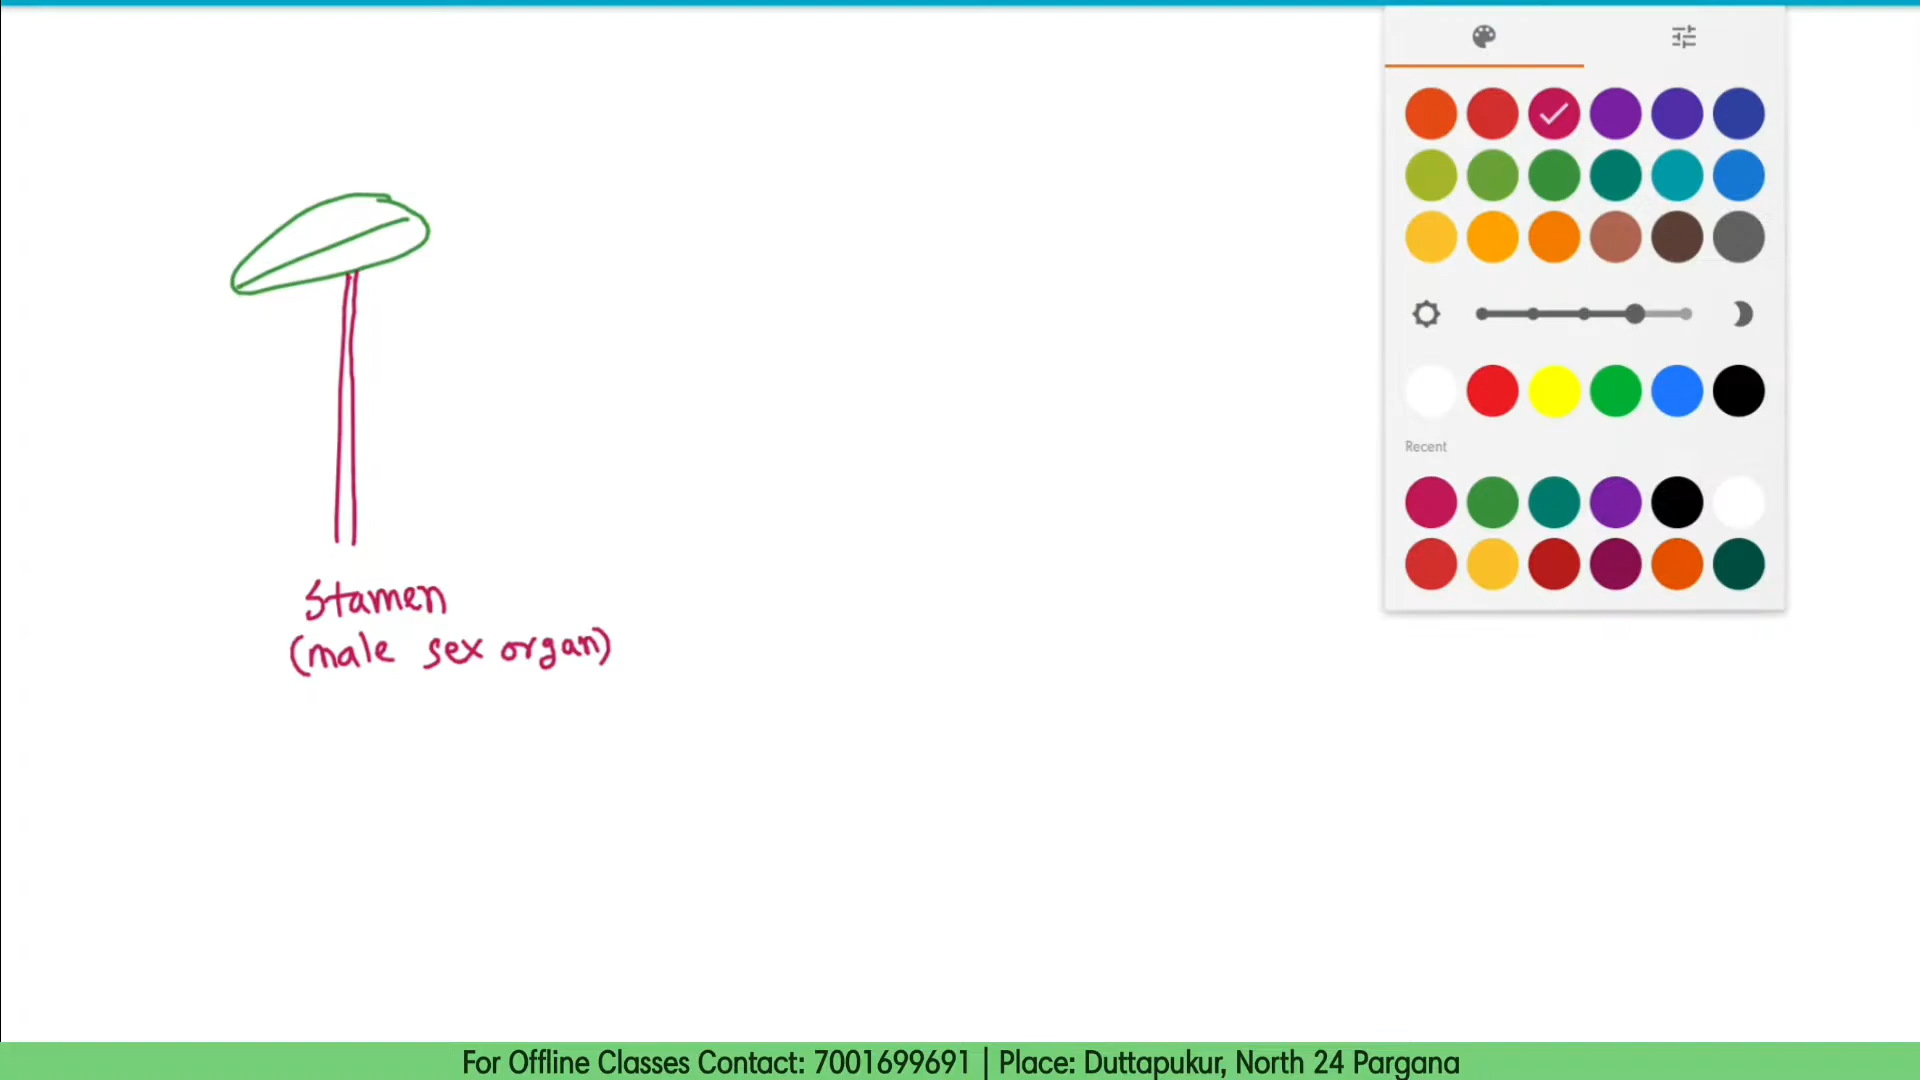 Recent
Stamen
(male sex organ)
For Offline Classes Contact: 7001699691 | Place: Duttapukur, North 24 Pargana